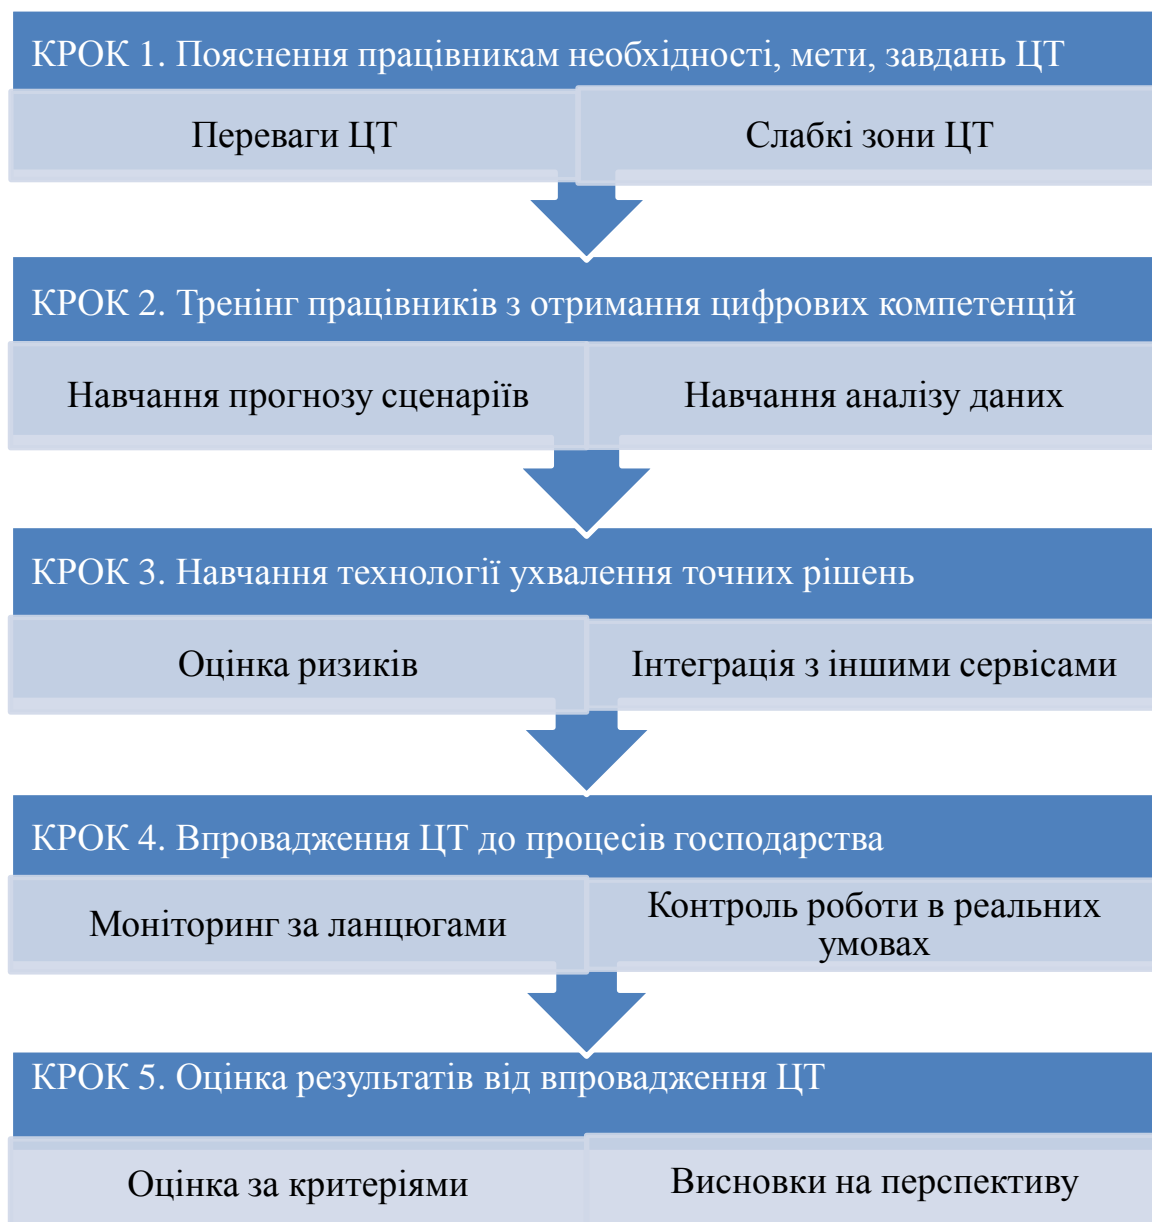 КРОК 1. Пояснення працівникам необхідності, мети, завдань ЦТ
Переваги ЦТ
Слабкі зони ЦТ
КРОК 2. Тренінг працівників з отримання цифрових компетенцій
Навчання прогнозу сценаріїв
Навчання аналізу даних
КРОК 3. Навчання технології ухвалення точних рішень
Оцінка ризиків
Інтеграція з іншими сервісами
КРОК 4. Впровадження ЦТ до процесів господарства
Моніторинг за ланцюгами
Контроль роботи в реальних
умовах
КРОК 5. Оцінка результатів від впровадження ЦТ
Оцінка за критеріями
Висновки на перспективу